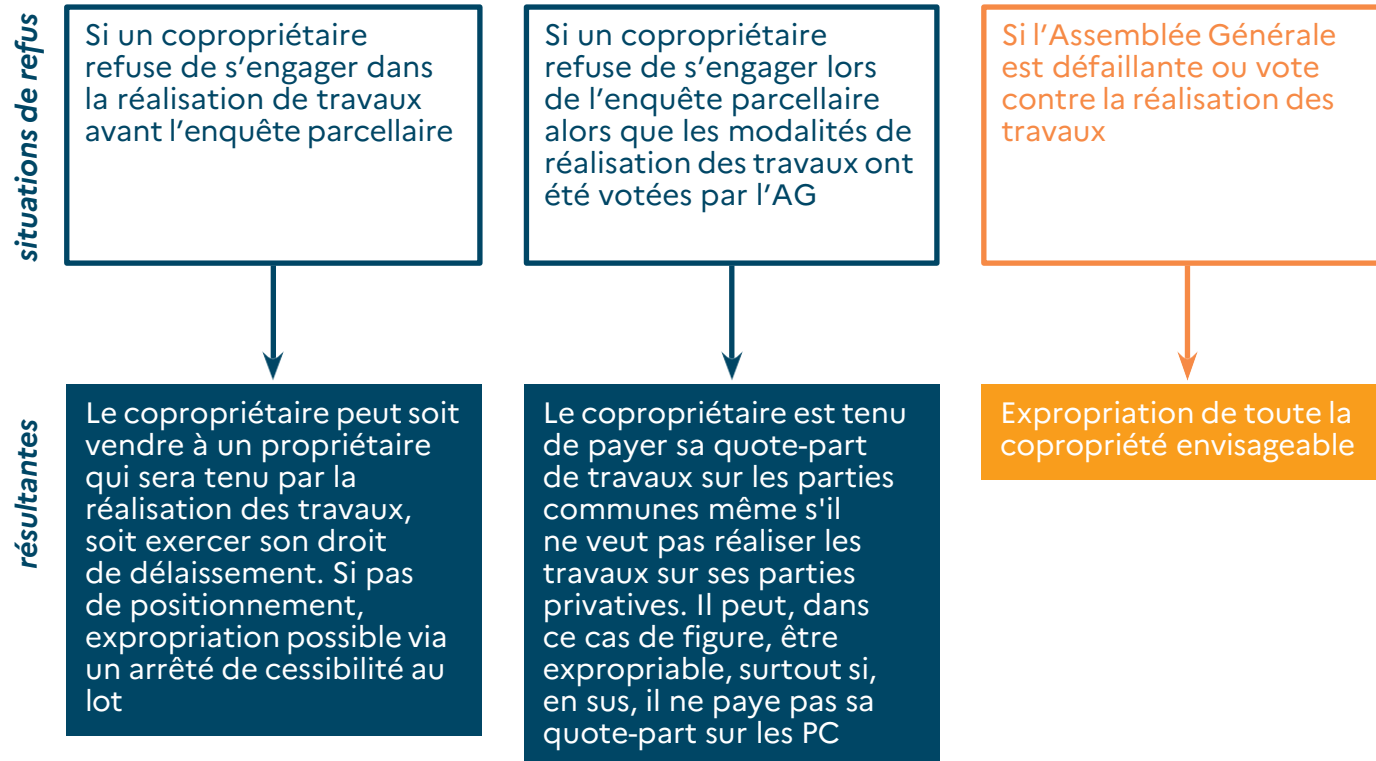 situations de refus
Si un copropriétaire
refuse de s’engager dans
la réalisation de travaux
avant l’enquête parcellaire
Si un copropriétaire
refuse de s’engager lors
de l’enquête parcellaire
alors que les modalités de
réalisation des travaux ont
été votées par l’AG
Si l’Assemblée Générale
est défaillante ou vote
contre la réalisation des
travaux
résultantes
Le copropriétaire peut soit
vendre à un propriétaire
qui sera tenu par la
réalisation des travaux,
soit exercer son droit
de délaissement. Si pas
de positionnement,
expropriation possible via
un arrêté de cessibilité au
lot
Le copropriétaire est tenu
de payer sa quote-part
de travaux sur les parties
communes même s'il
ne veut pas réaliser les
travaux sur ses parties
privatives. Il peut, dans
ce cas de figure, être
expropriable, surtout si,
en sus, il ne paye pas sa
quote-part sur les PC
Expropriation de toute la
copropriété envisageable